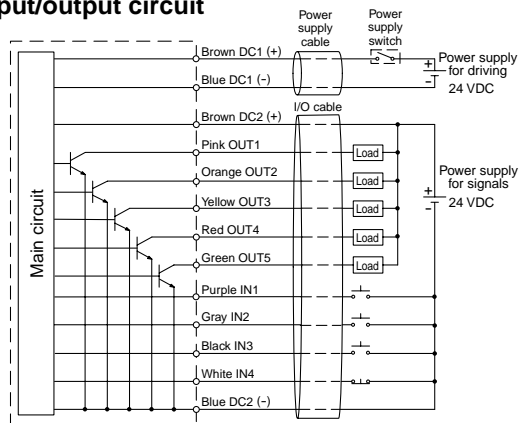 put/output circuit
Power
supply
cable
Power
supply
switch
Brown DC1 (+)
Power supply
for driving
24 VDC
+
-
Blue DC1 (-)
I/O cable
Brown DC2 (+)
Pink OUT1
Load
Orange OUT2
Load
Power supply
for signals
24 VDC
+
-
Yellow OUT3
Load
Red OUT4
Load
Green OUT5
Load
Main circuit
Purple IN1
Gray IN2
Black IN3
White IN4
Blue DC2 (-)